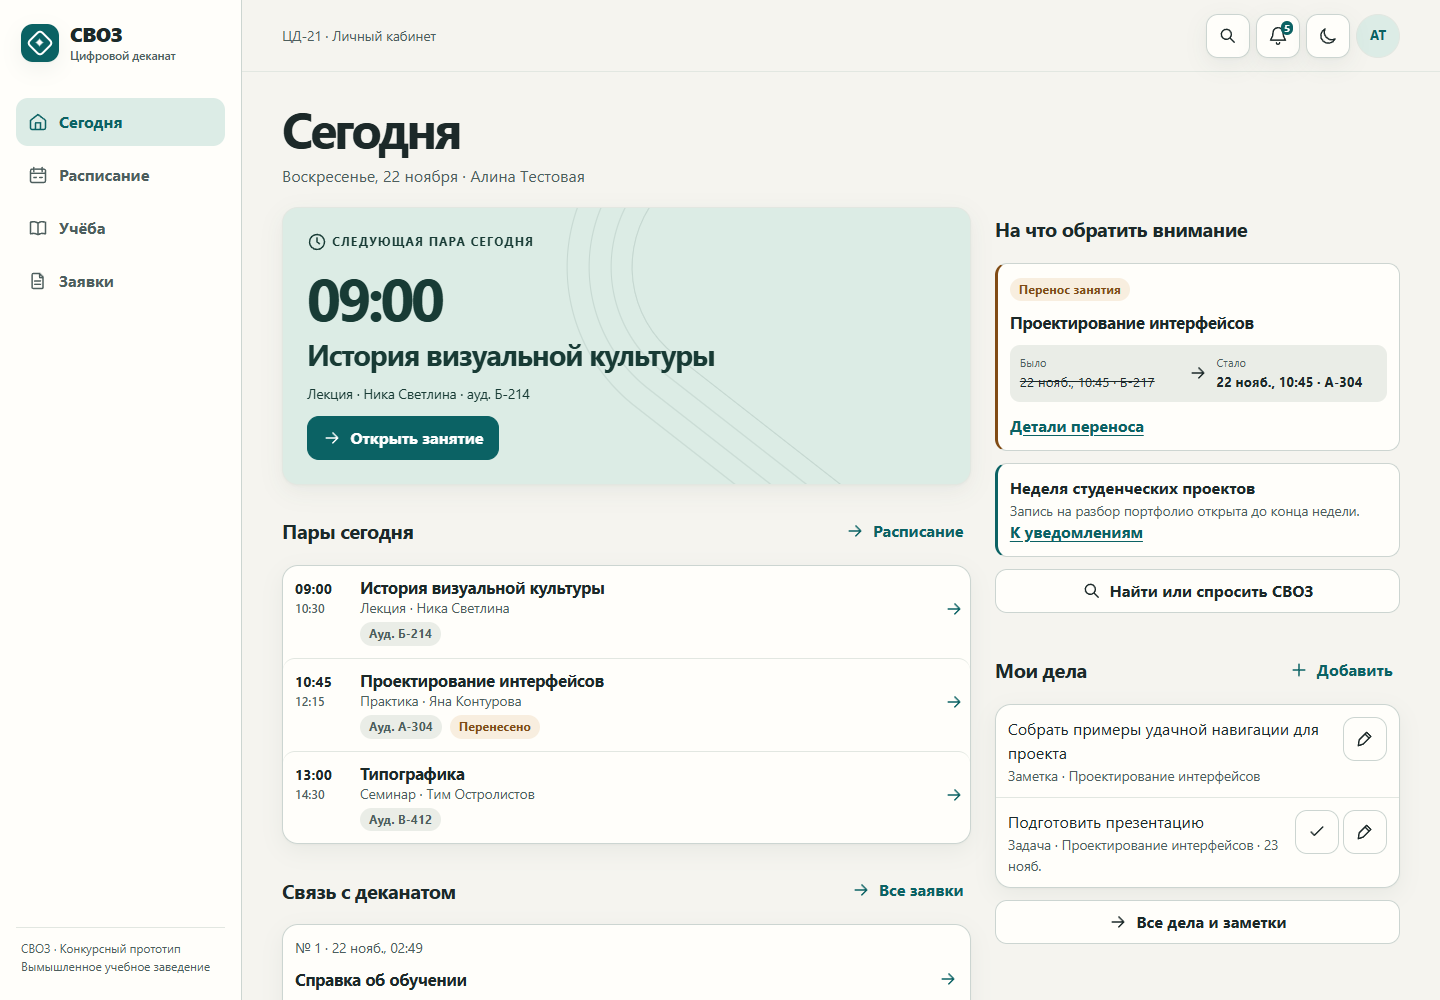 СВОЗ
Цифровой деканат
Сегодня
Расписание
Учёба
Заявки
СВОЗ · Конкурсный прототип
Вымышленное учебное заведение
ЦД-21 · Личный кабинет
5
АТ
Сегодня
Воскресенье, 22 ноября · Алина Тестовая
СЛЕДУЮЩАЯ ПАРА СЕГОДНЯ
09:00
История визуальной культуры
Лекция · Ника Светлина · ауд. Б-214
Открыть занятие
Пары сегодня
Расписание
09:00
10:30
История визуальной культуры
Лекция · Ника Светлина
Ауд. Б-214
10:45
12:15
Проектирование интерфейсов
Практика · Яна Контурова
Ауд. А-304
Перенесено
13:00
14:30
Типографика
Семинар · Тим Остролистов
Ауд. В-412
Связь с деканатом
Все заявки
№ 1 · 22 нояб., 02:49
Справка об обучении
На что обратить внимание
Перенос занятия
Проектирование интерфейсов
Было
22 нояб., 10:45 · Б-217
Стало
22 нояб., 10:45 · А-304
Детали переноса
Неделя студенческих проектов
Запись на разбор портфолио открыта до конца недели.
К уведомлениям
Найти или спросить СВОЗ
Мои дела
Добавить
Собрать примеры удачной навигации для
проекта
Заметка · Проектирование интерфейсов
Подготовить презентацию
Задача · Проектирование интерфейсов · 23
нояб.
Все дела и заметки